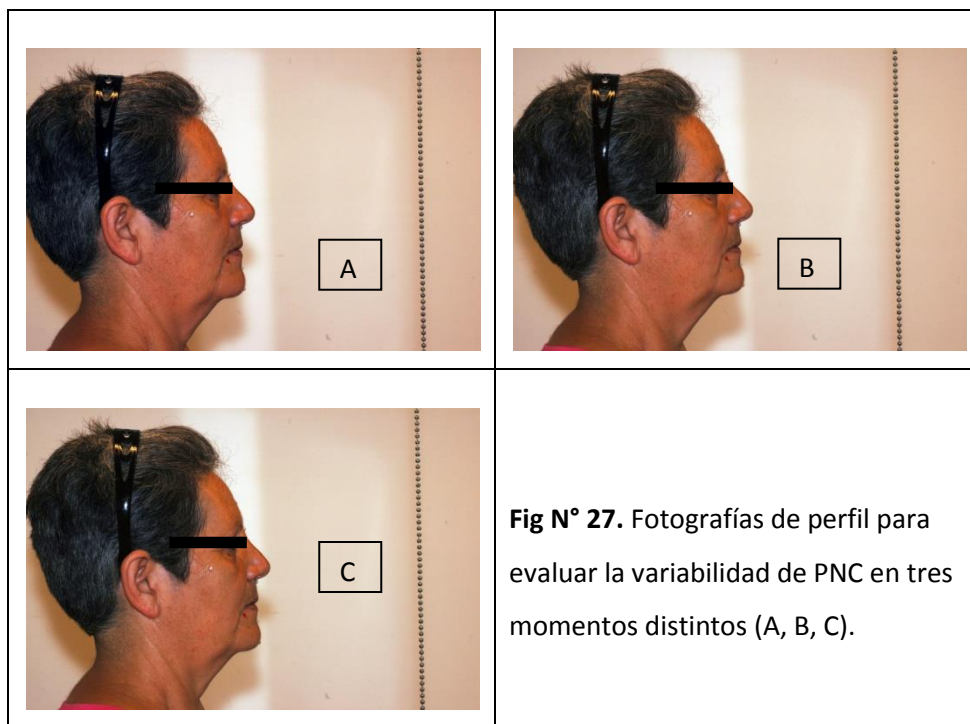 A
B
C
Fig N° 27. Fotografías de perfil para
evaluar la variabilidad de PNC en tres
momentos distintos (A, B, C).